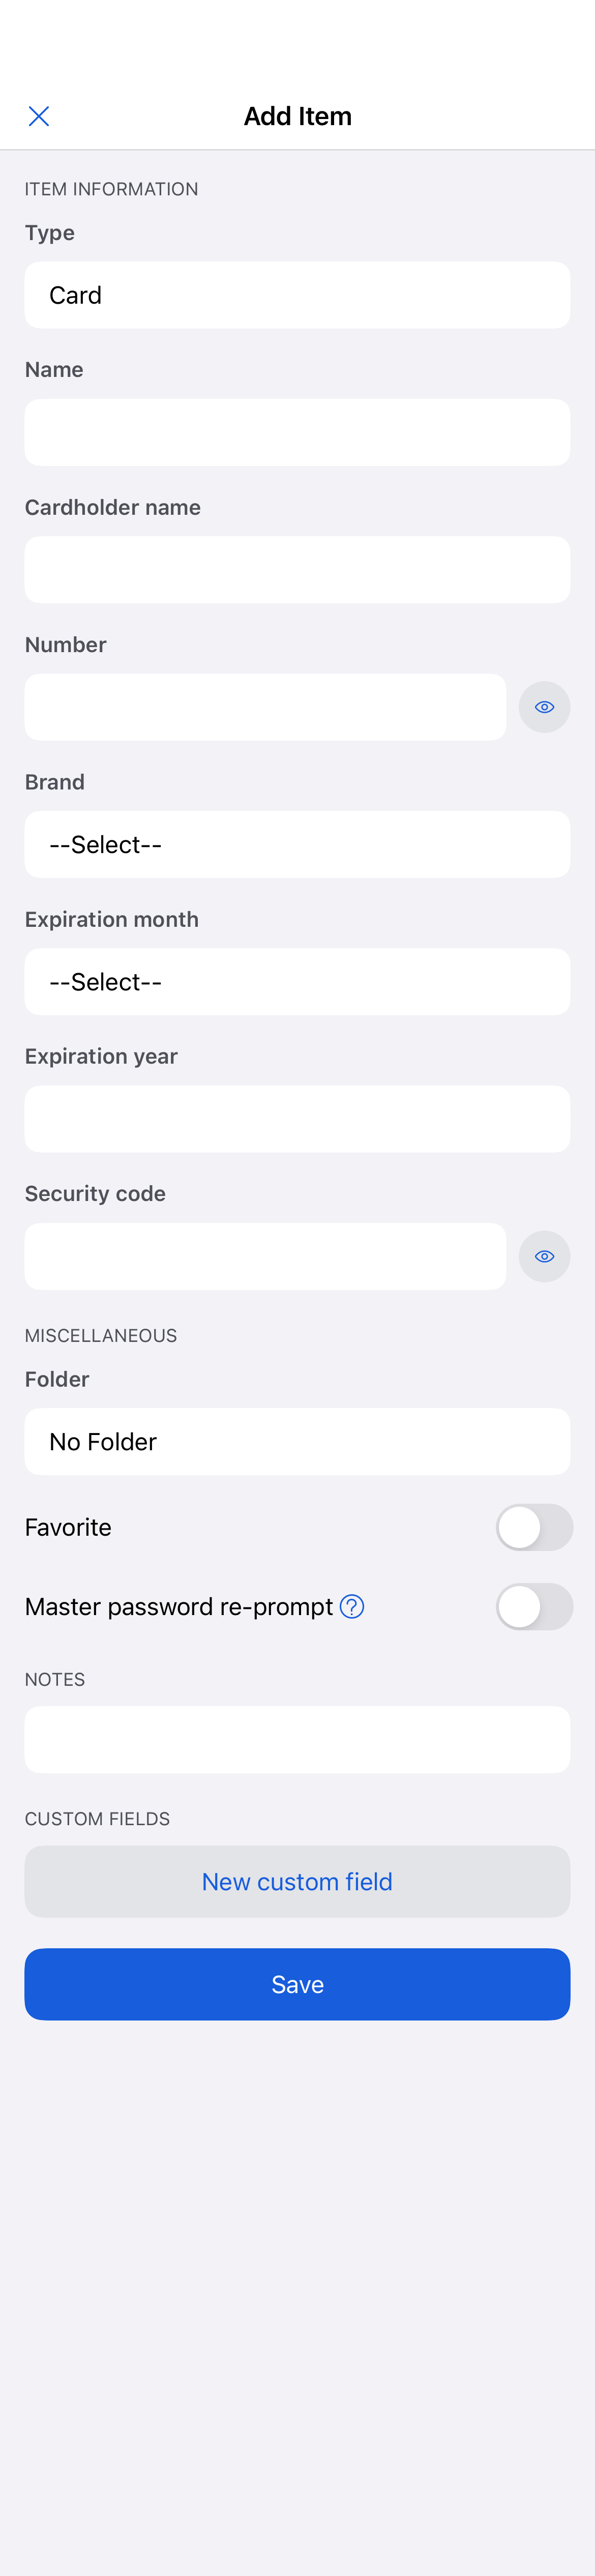 Add Item
ITEM INFORMATION
Type
Card
Name
Cardholder name
Number
Brand
--Select--
Expiration month
--Select--
Expiration year
Security code
MISCELLANEOUS
Folder
No Folder
Favorite
Master password re-prompt ?
NOTES
CUSTOM FIELDS
New custom field
Save